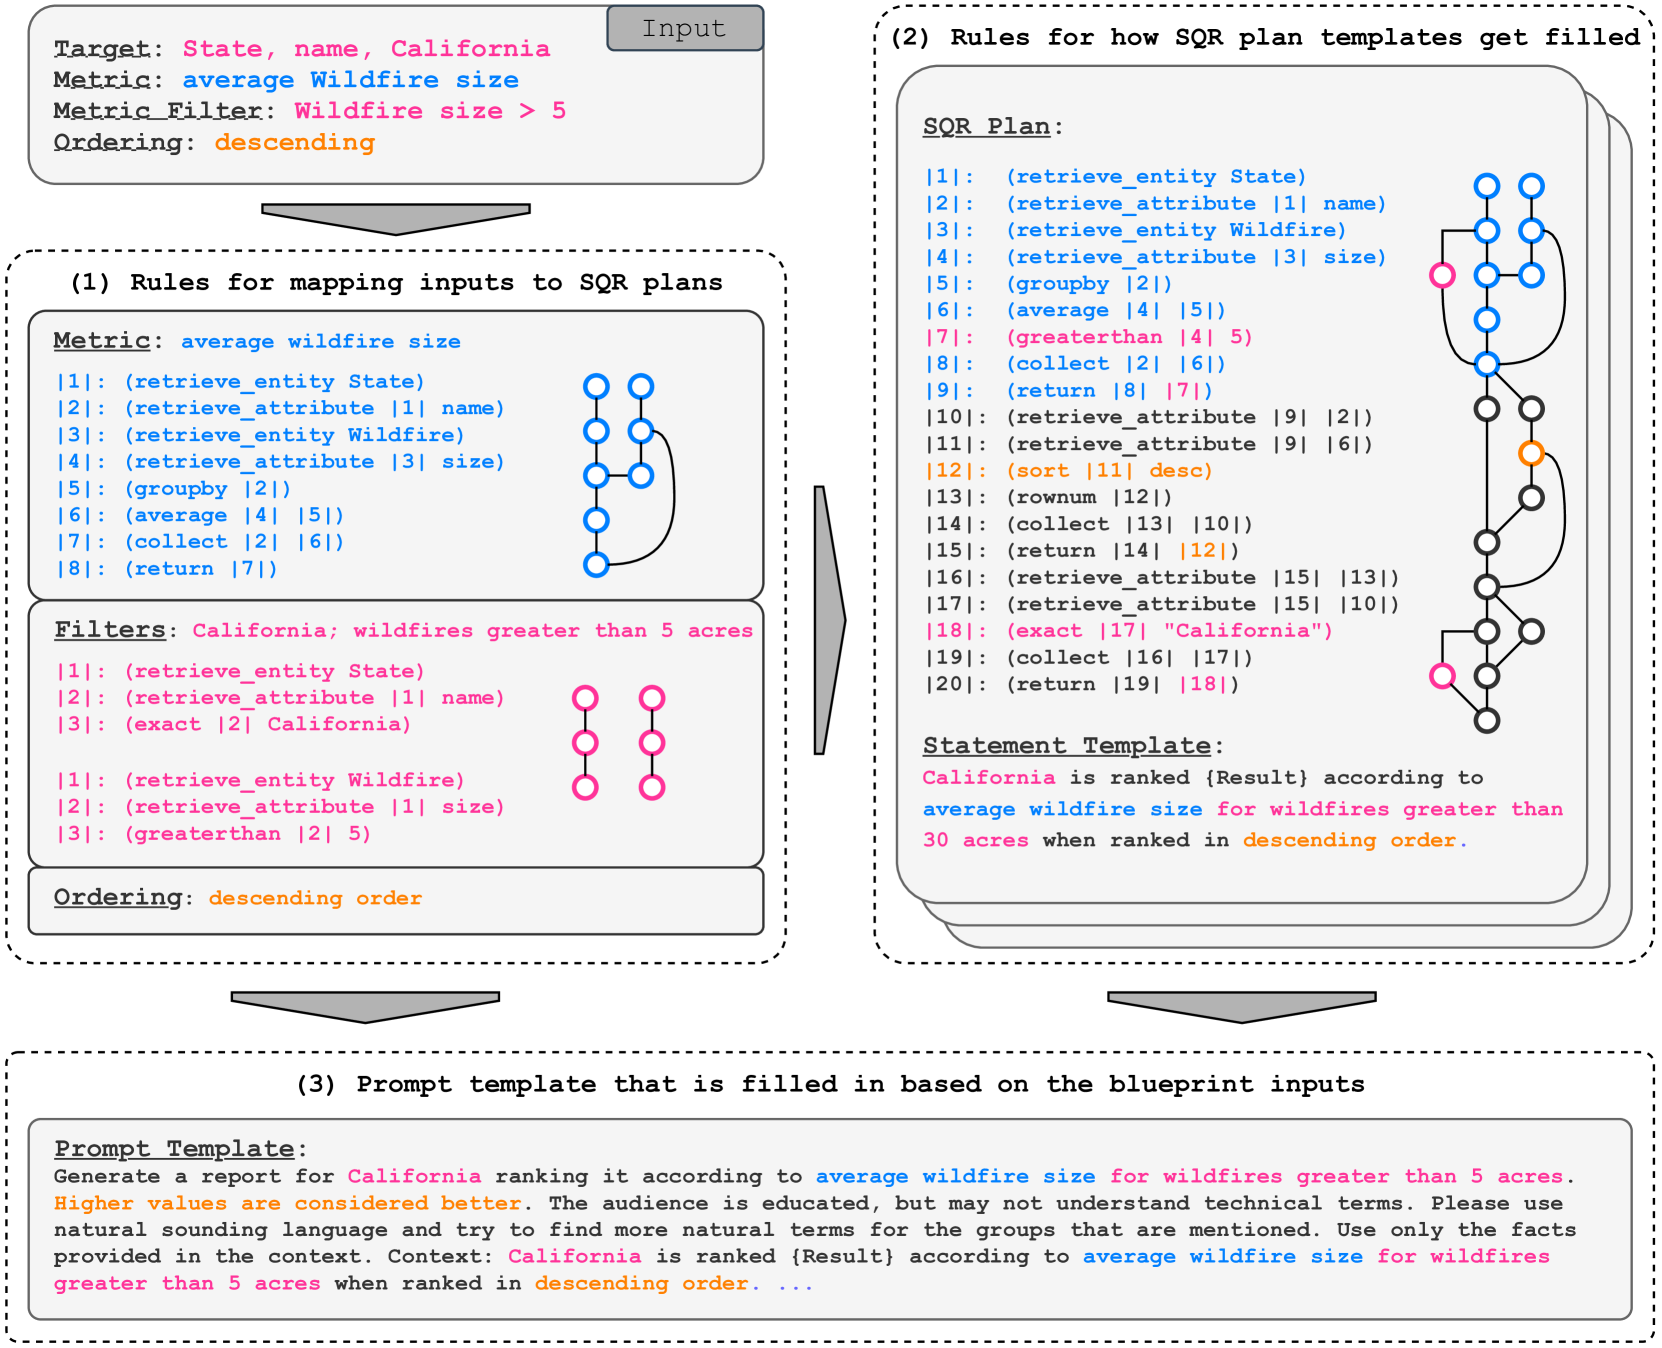 Input
Target: State, name, California
Metric: average Wildfire size
Metric Filter: Wildfire size > 5
Ordering: descending
(1) Rules for mapping inputs to SQR plans
Metric: average wildfire size
|1|: (retrieve_entity State)
|2|: (retrieve_attribute |1| name)
|3|: (retrieve_entity Wildfire)
|4|: (retrieve_attribute |3| size)
|5|: (groupby |2|)
|6|: (average |4| |5|)
|7|: (collect |2| |6|)
|8|: (return |7|)
Filters: California; wildfires greater than 5 acres
|1|: (retrieve_entity State)
|2|: (retrieve_attribute |1| name)
|3|: (exact |2| California)
|1|: (retrieve_entity Wildfire)
|2|: (retrieve_attribute |1| size)
|3|: (greaterthan |2| 5)
Ordering: descending order
(2) Rules for how SQR plan templates get filled
SQR Plan:
|1|: (retrieve_entity State)
|2|: (retrieve_attribute |1| name)
|3|: (retrieve_entity Wildfire)
|4|: (retrieve_attribute |3| size)
|5|: (groupby |2|)
|6|: (average |4| |5|)
|7|: (greaterthan |4| 5)
|8|: (collect |2| |6|)
|9|: (return |8| |7|)
|10|: (retrieve_attribute |9| |2|)
|11|: (retrieve_attribute |9| |6|)
|12|: (sort |11| desc)
|13|: (rownum |12|)
|14|: (collect |13| |10|)
|15|: (return |14| |12|)
|16|: (retrieve_attribute |15| |13|)
|17|: (retrieve_attribute |15| |10|)
|18|: (exact |17| "California")
|19|: (collect |16| |17|)
|20|: (return |19| |18|)
Statement Template:
California is ranked {Result} according to
average wildfire size for wildfires greater than
30 acres when ranked in descending order.
(3) Prompt template that is filled in based on the blueprint inputs
Prompt Template:
Generate a report for California ranking it according to average wildfire size for wildfires greater than 5 acres.
Higher values are considered better. The audience is educated, but may not understand technical terms. Please use
natural sounding language and try to find more natural terms for the groups that are mentioned. Use only the facts
provided in the context. Context: California is ranked {Result} according to average wildfire size for wildfires
greater than 5 acres when ranked in descending order. ...